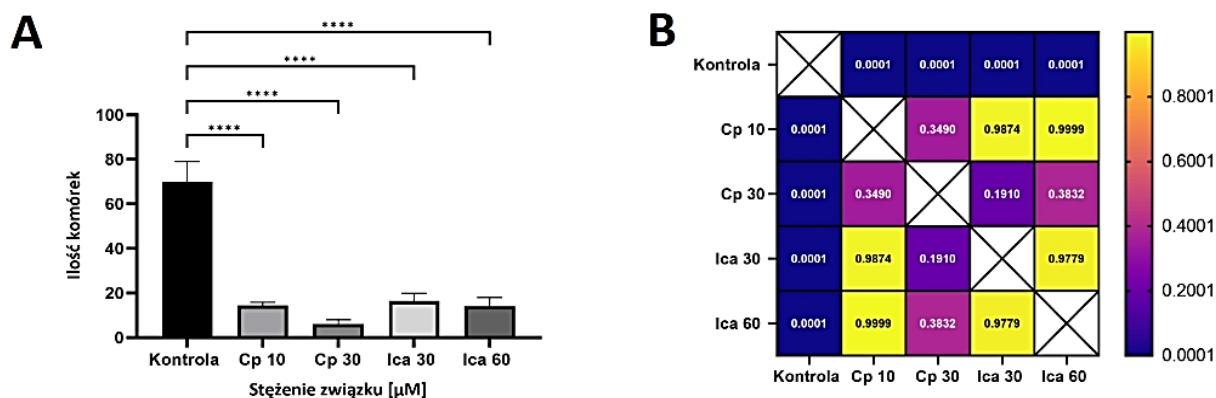 A
****
****
****
****
100
80
60
40
20
0
Ilość komórek
Kontrola Cp 10 Cp 30 Ica 30 Ica 60
Stężenie związku [µM]
B
Kontrola 0.0001 0.0001 0.0001 0.0001
Cp 10 0.0001 0.3490 0.9874 0.9999
Cp 30 0.0001 0.3490 0.1910 0.3832
Ica 30 0.0001 0.9874 0.1910 0.9779
Ica 60 0.0001 0.9999 0.3832 0.9779
Kontrola Cp 10 Cp 30 Ica 30 Ica 60
0.8001
0.6001
0.4001
0.2001
0.0001